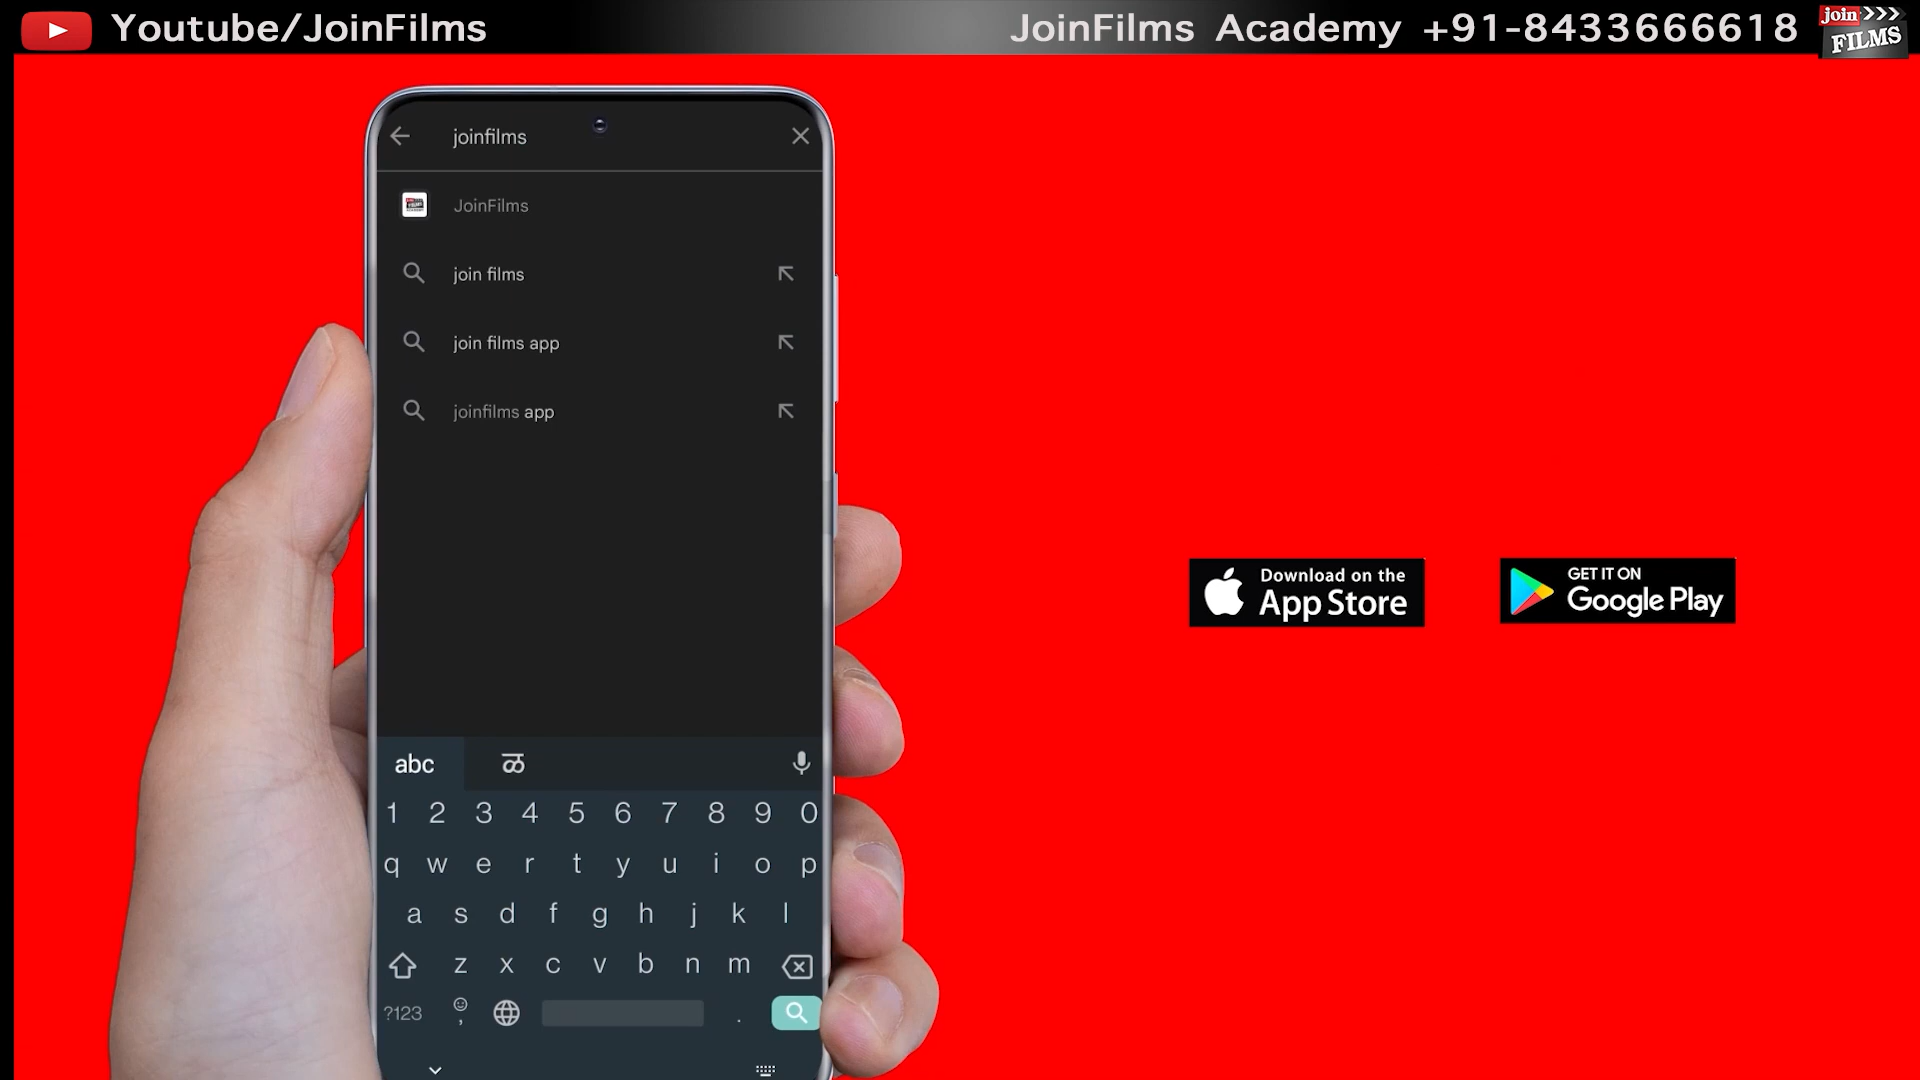 Youtube/JoinFilms
JoinFilms Academy +91-8433666618
join
FILMS
joinfilms
JoinFilms
join films
join films app
joinfilms app
Download on the
App Store
GET IT ON
Google Play
abc
ळ
1 2 3 4 5 6 7 8 9 0
q w e r t y u i o p
a s d f g h j k l
z x c v b n m
?123 , .